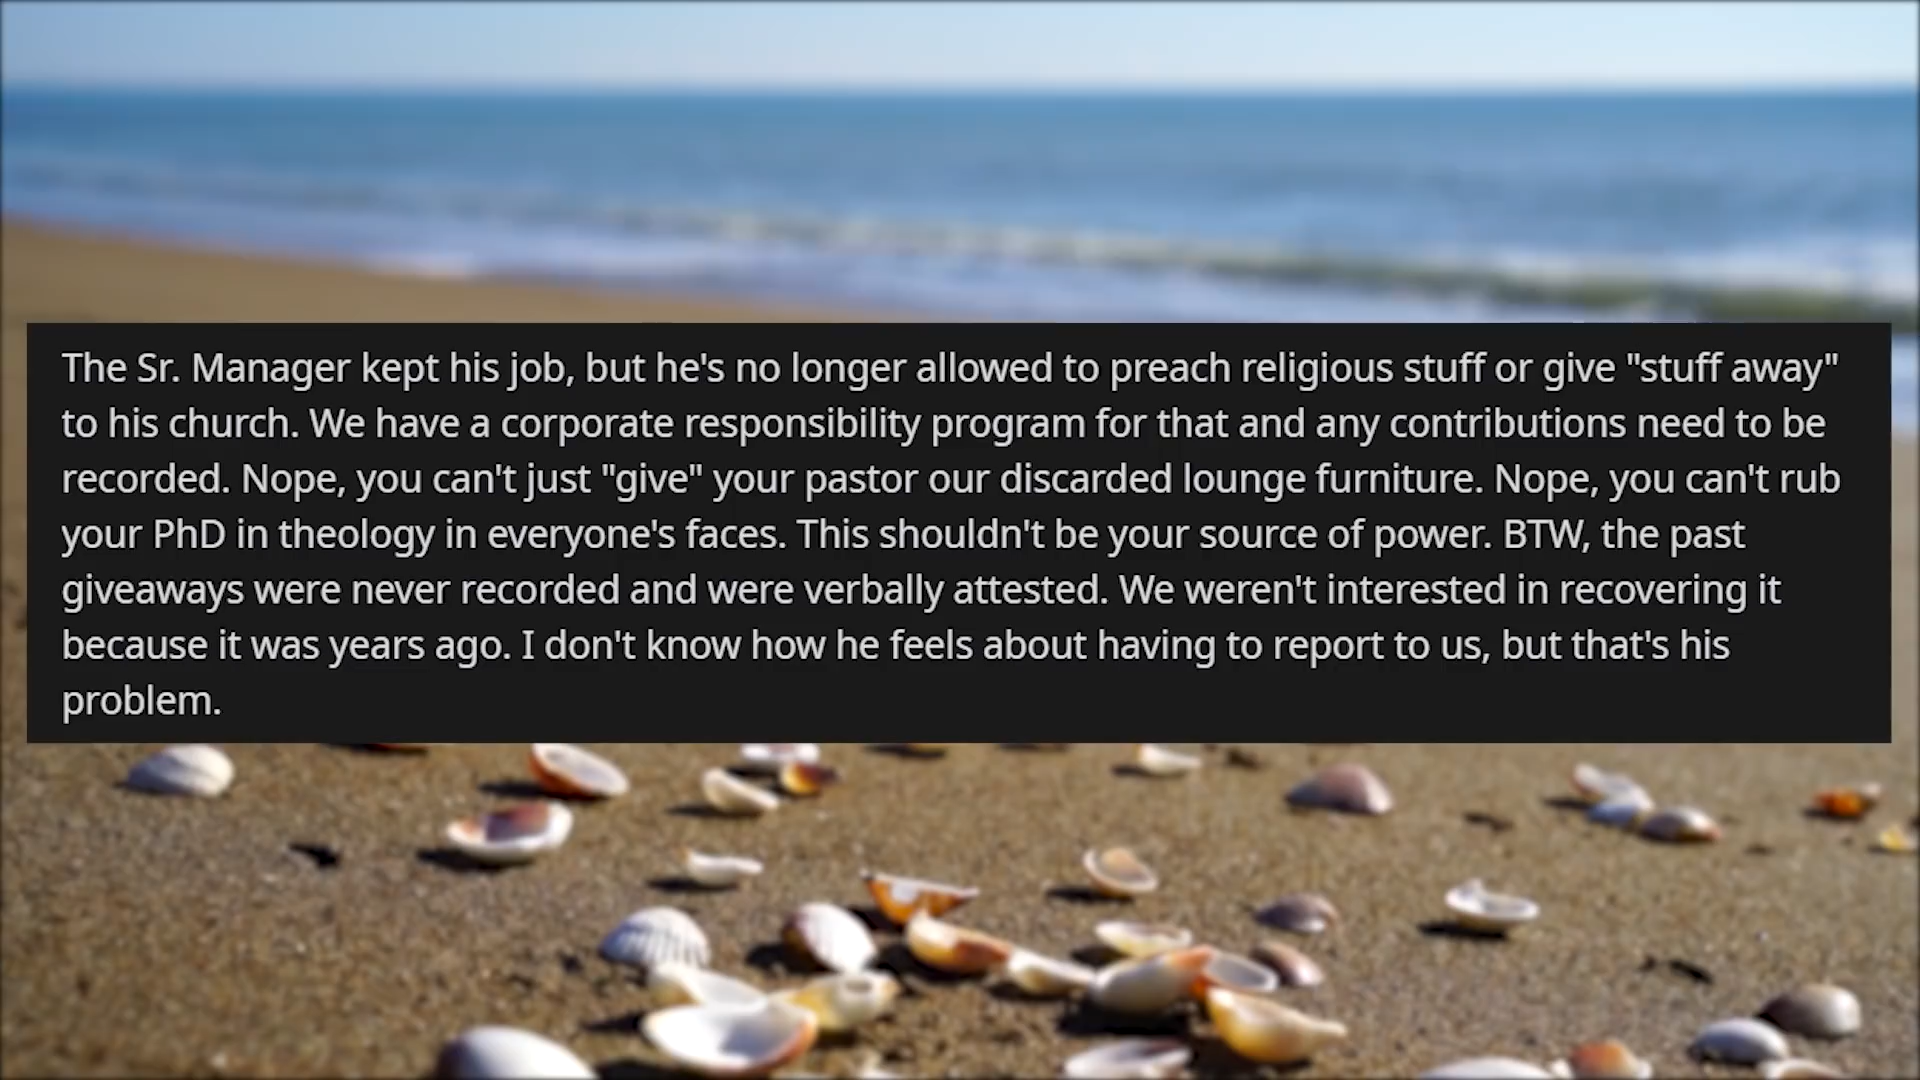 The Sr. Manager kept his job, but he's no longer allowed to preach religious stuff or give "stuff away"
to his church. We have a corporate responsibility program for that and any contributions need to be
recorded. Nope, you can't just "give" your pastor our discarded lounge furniture. Nope, you can't rub
your PhD in theology in everyone's faces. This shouldn't be your source of power. BTW, the past
giveaways were never recorded and were verbally attested. We weren't interested in recovering it
because it was years ago. I don't know how he feels about having to report to us, but that's his
problem.